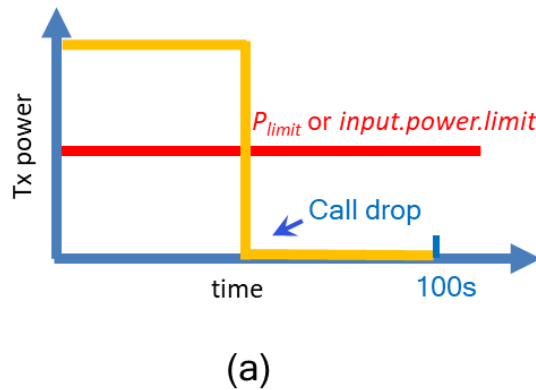 Tx power
P_limit or input.power.limit
Call drop
time
100s
(a)